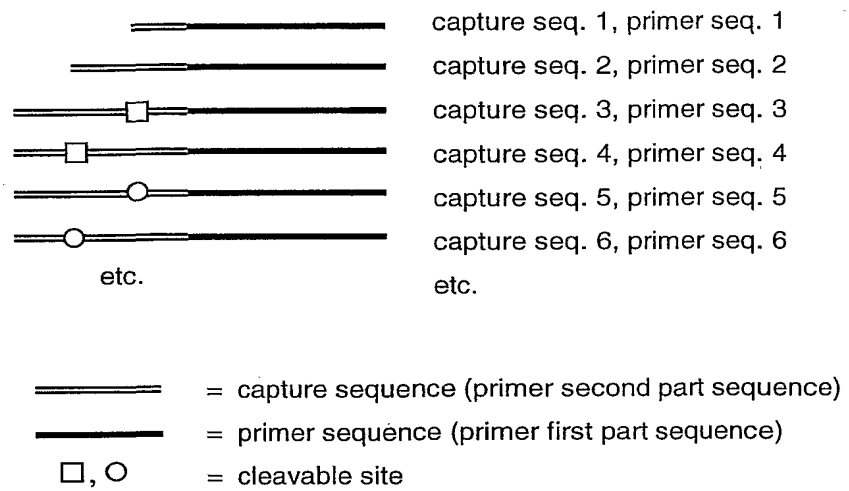 capture seq. 1, primer seq. 1
capture seq. 2, primer seq. 2
capture seq. 3, primer seq. 3
capture seq. 4, primer seq. 4
capture seq. 5, primer seq. 5
capture seq. 6, primer seq. 6
etc. etc.
= capture sequence (primer second part sequence)
= primer sequence (primer first part sequence)
, = cleavable site